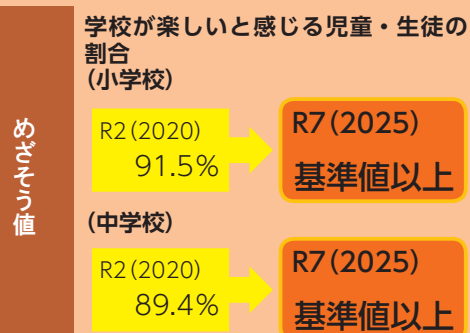 めざそう値
学校が楽しいと感じる児童・生徒の
割合
(小学校)
R2(2020)
91.5%
R7(2025)
基準値以上
(中学校)
R2(2020)
89.4%
R7(2025)
基準値以上